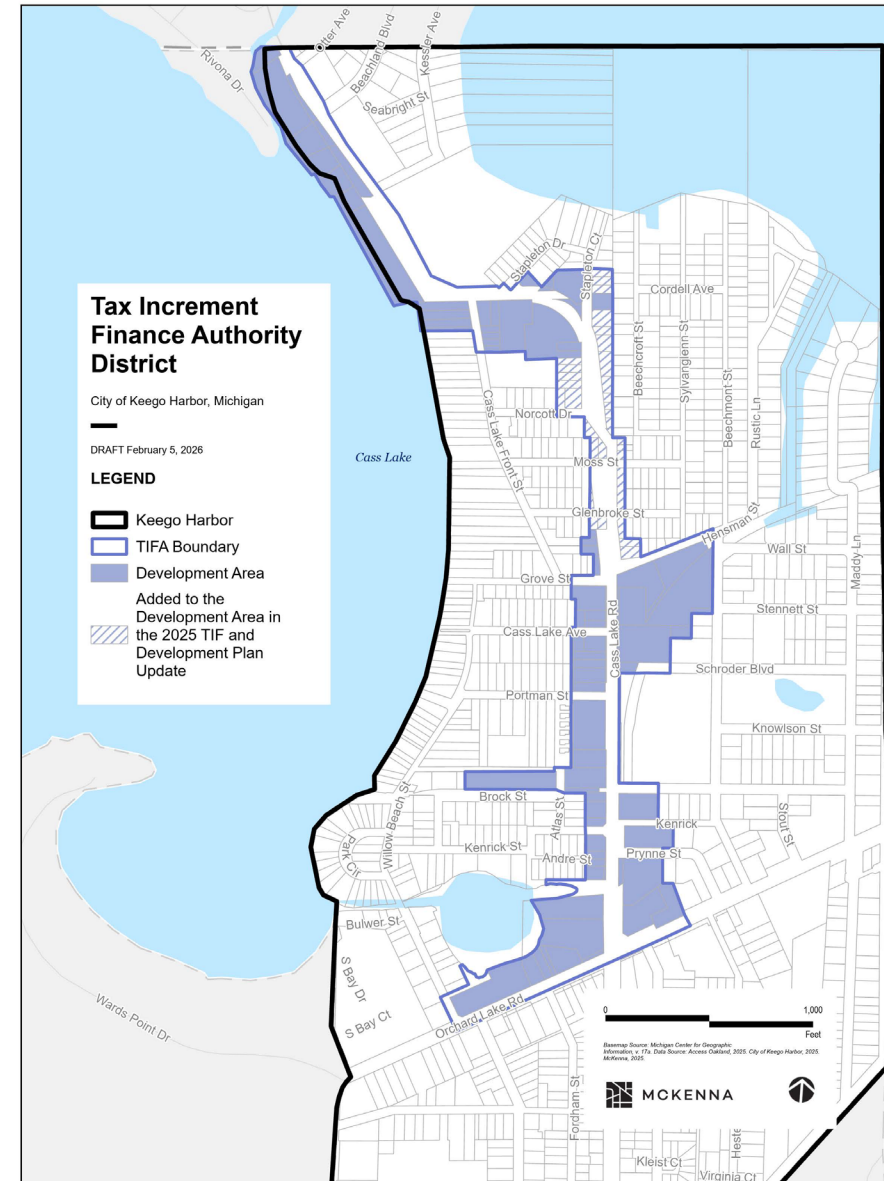 Otter Ave
Beachland Blvd
Kessler Ave
Rivona Dr
Seabright St
Stapleton Dr
Stapleton Ct
Cordell Ave
Tax Increment
Finance Authority
District
City of Keego Harbor, Michigan
DRAFT February 5, 2026
LEGEND
Keego Harbor
TIFA Boundary
Development Area
Added to the
Development Area in
the 2025 TIF and
Development Plan
Update
Cass Lake
Beechcroft St
Sylvanglenn St
Beechmont St
Rustic Ln
Cass Lake Front St
Norcott Dr
Moss St
Glenbroke St
Hensman St
Wall St
Maddy Ln
Grove St
Stennett St
Cass Lake Ave
Cass Lake Rd
Schroder Blvd
Portman St
Knowlson St
Brock St
Atlas St
Willow Beach St
Park Cir
Kenrick St
Kenrick
Stout St
Andre St
Prynne St
Bulwer St
S Bay Dr
S Bay Ct
Wards Point Dr
Orchard Lake Rd
0
1,000
Feet
Basemap Source: Michigan Center for Geographic
Information, v. 17a. Data Source: Access Oakland, 2025. City of Keego Harbor, 2025.
McKenna, 2025.
MCKENNA
Fordham St
Heste
Kleist Ct
Virginia Ct